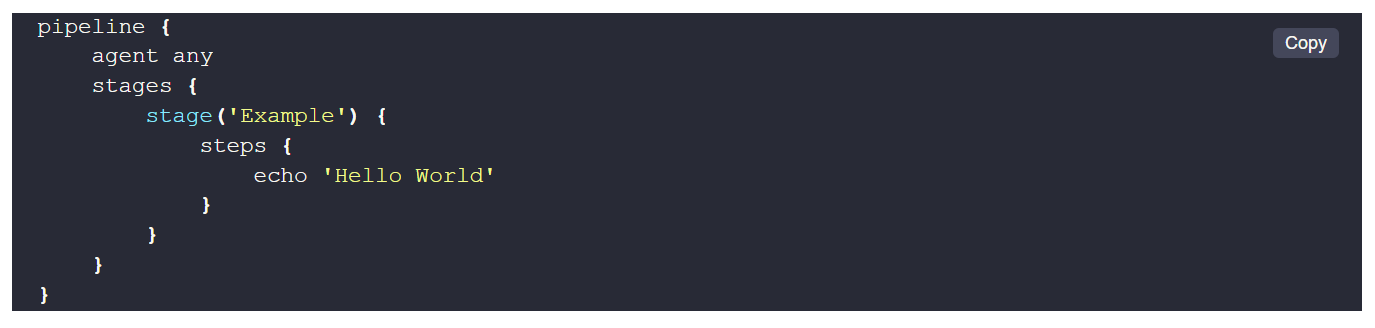 pipeline {
    agent any
    stages {
        stage('Example') {
            steps {
                echo 'Hello World'
            }
        }
    }
}
Copy